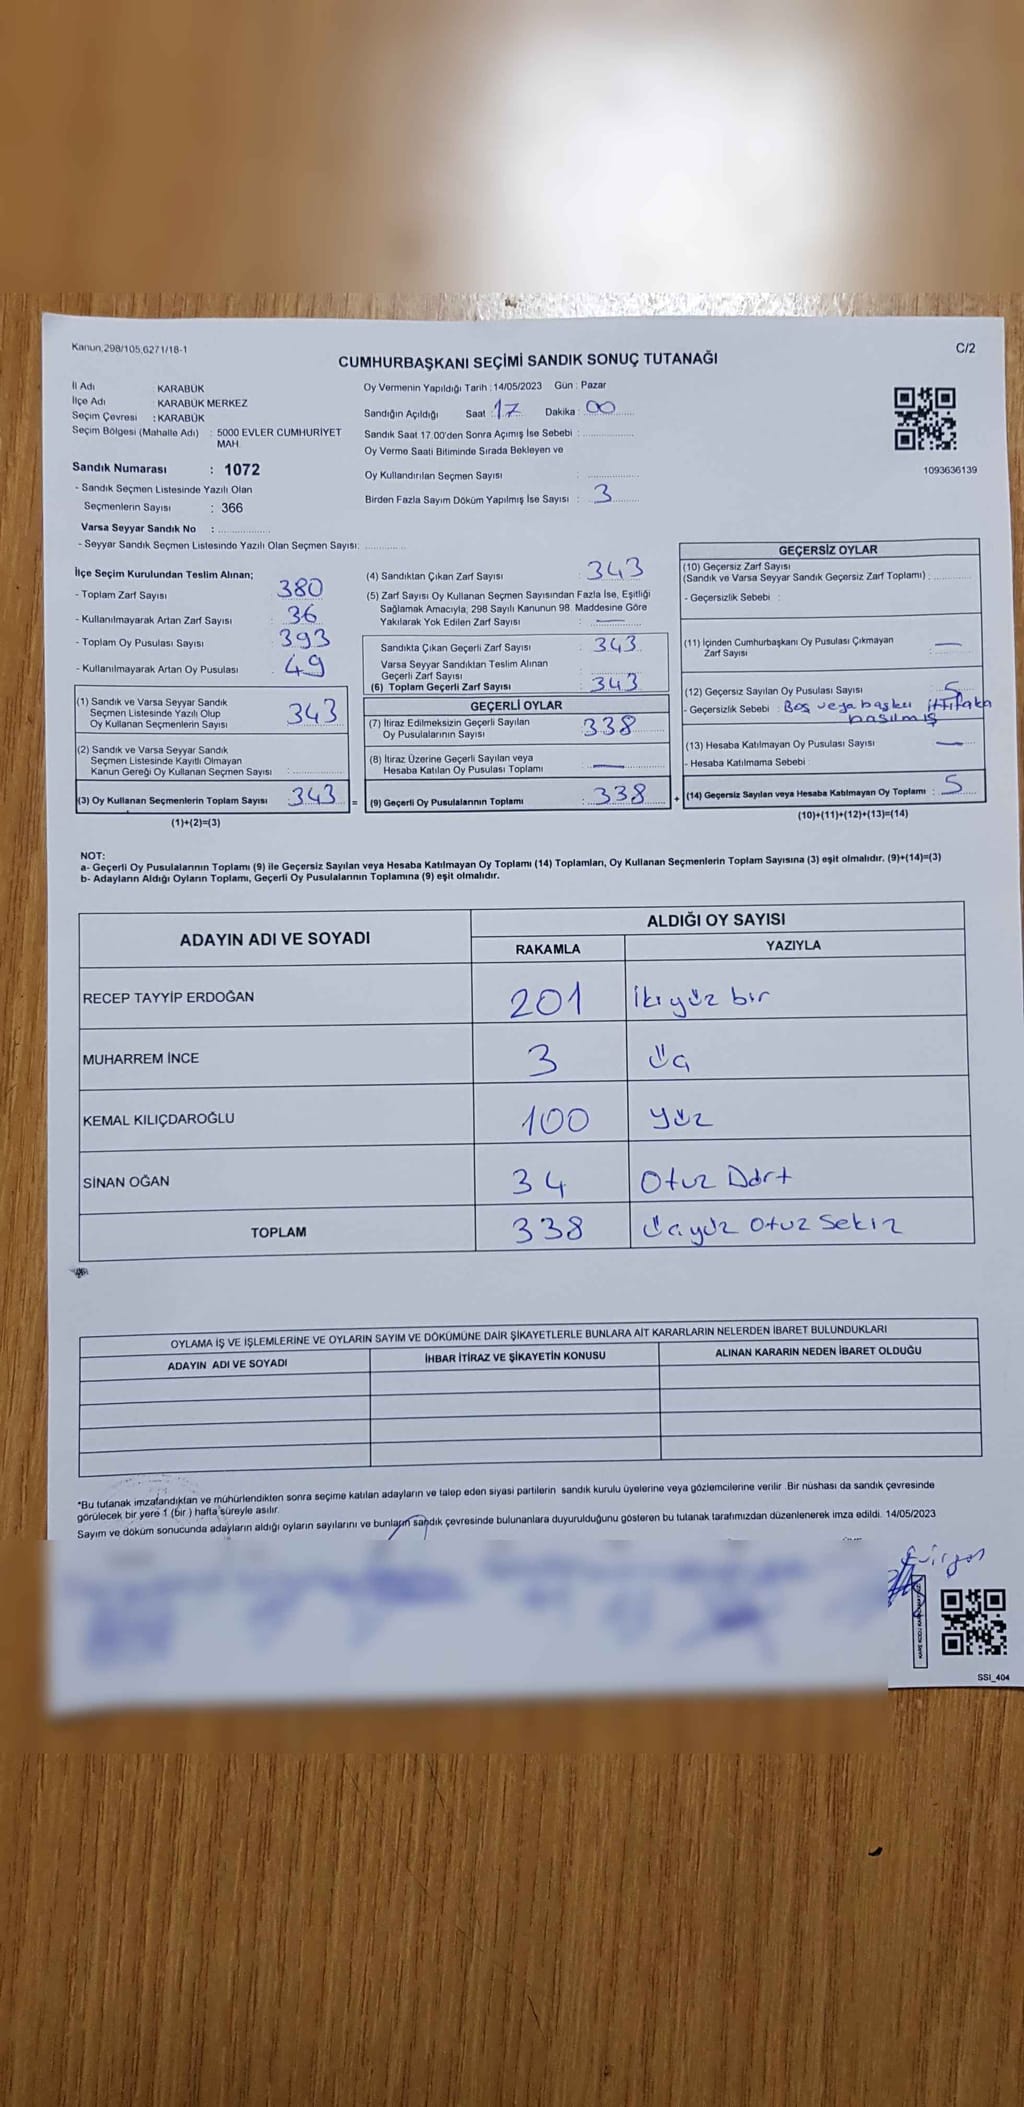 Kanun,298/105,6271/18-1
C/2
CUMHURBAŞKANI SEÇİMİ SANDIK SONUÇ TUTANAĞI
İl Adı : KARABÜK
İlçe Adı : KARABÜK MERKEZ
Seçim Çevresi : KARABÜK
Seçim Bölgesi (Mahalle Adı) : 5000 EVLER CUMHURİYET
MAH
Sandık Numarası : 1072
- Sandık Seçmen Listesinde Yazılı Olan
Seçmenlerin Sayısı : 366
Varsa Seyyar Sandık No :
- Seyyar Sandık Seçmen Listesinde Yazılı Olan Seçmen Sayısı:
Oy Vermenin Yapıldığı Tarih : 14/05/2023 Gün : Pazar
Sandığın Açıldığı Saat : 17 Dakika : 00
Sandık Saat 17.00'den Sonra Açımış İse Sebebi :
Oy Verme Saati Bitiminde Sırada Bekleyen ve
Oy Kullandırılan Seçmen Sayısı :
Birden Fazla Sayım Döküm Yapılmış İse Sayısı : 3
1093636139
İlçe Seçim Kurulundan Teslim Alınan;
- Toplam Zarf Sayısı : 380
- Kullanılmayarak Artan Zarf Sayısı : 36
- Toplam Oy Pusulası Sayısı : 393
- Kullanılmayarak Artan Oy Pusulası : 49
(1) Sandık ve Varsa Seyyar Sandık
Seçmen Listesinde Yazılı Olup
Oy Kullanan Seçmenlerin Sayısı : 343
(2) Sandık ve Varsa Seyyar Sandık
Seçmen Listesinde Kayıtlı Olmayan
Kanun Gereği Oy Kullanan Seçmen Sayısı :
(3) Oy Kullanan Seçmenlerin Toplam Sayısı : 343
(1)+(2)=(3)
(4) Sandıktan Çıkan Zarf Sayısı : 343
(5) Zarf Sayısı Oy Kullanan Seçmen Sayısından Fazla İse, Eşitliği
Sağlamak Amacıyla, 298 Sayılı Kanunun 98. Maddesine Göre
Yakılarak Yok Edilen Zarf Sayısı : —
Sandıkta Çıkan Geçerli Zarf Sayısı : 343
Varsa Seyyar Sandıktan Teslim Alınan
Geçerli Zarf Sayısı :
(6) Toplam Geçerli Zarf Sayısı : 343
GEÇERLİ OYLAR
(7) İtiraz Edilmeksizin Geçerli Sayılan
Oy Pusulalarının Sayısı : 338
(8) İtiraz Üzerine Geçerli Sayılan veya
Hesaba Katılan Oy Pusulası Toplamı : —
= (9) Geçerli Oy Pusulalarının Toplamı : 338 +
GEÇERSİZ OYLAR
(10) Geçersiz Zarf Sayısı
(Sandık ve Varsa Seyyar Sandık Geçersiz Zarf Toplamı) :
- Geçersizlik Sebebi :
(11) İçinden Cumhurbaşkanı Oy Pusulası Çıkmayan
Zarf Sayısı : —
(12) Geçersiz Sayılan Oy Pusulası Sayısı : 5
- Geçersizlik Sebebi : Boş veya başka ittifaka
basılmış
(13) Hesaba Katılmayan Oy Pusulası Sayısı : —
- Hesaba Katılmama Sebebi :
(14) Geçersiz Sayılan veya Hesaba Katılmayan Oy Toplamı : 5
(10)+(11)+(12)+(13)=(14)
NOT:
a- Geçerli Oy Pusulalarının Toplamı (9) ile Geçersiz Sayılan veya Hesaba Katılmayan Oy Toplamı (14) Toplamları, Oy Kullanan Seçmenlerin Toplam Sayısına (3) eşit olmalıdır. (9)+(14)=(3)
b- Adayların Aldığı Oyların Toplamı, Geçerli Oy Pusulalarının Toplamına (9) eşit olmalıdır.
ADAYIN ADI VE SOYADI ALDIĞI OY SAYISI
RAKAMLA YAZIYLA
RECEP TAYYİP ERDOĞAN 201 İkiyüz bir
MUHARREM İNCE 3 üç
KEMAL KILIÇDAROĞLU 100 yüz
SİNAN OĞAN 34 Otuz Dört
TOPLAM 338 Üçyüz Otuz Sekiz
OYLAMA İŞ VE İŞLEMLERİNE VE OYLARIN SAYIM VE DÖKÜMÜNE DAİR ŞİKAYETLERLE BUNLARA AİT KARARLARIN NELERDEN İBARET BULUNDUKLARI
ADAYIN ADI VE SOYADI İHBAR İTİRAZ VE ŞİKAYETİN KONUSU ALINAN KARARIN NEDEN İBARET OLDUĞU
*Bu tutanak imzalandıktan ve mühürlendikten sonra seçime katılan adayların ve talep eden siyasi partilerin sandık kurulu üyelerine veya gözlemcilerine verilir. Bir nüshası da sandık çevresinde
görülecek bir yere 1 (bir ) hafta süreyle asılır.
Sayım ve döküm sonucunda adayların aldığı oyların sayılarını ve bunların sandık çevresinde bulunanlara duyurulduğunu gösteren bu tutanak tarafımızdan düzenlenerek imza edildi. 14/05/2023
SSI_404